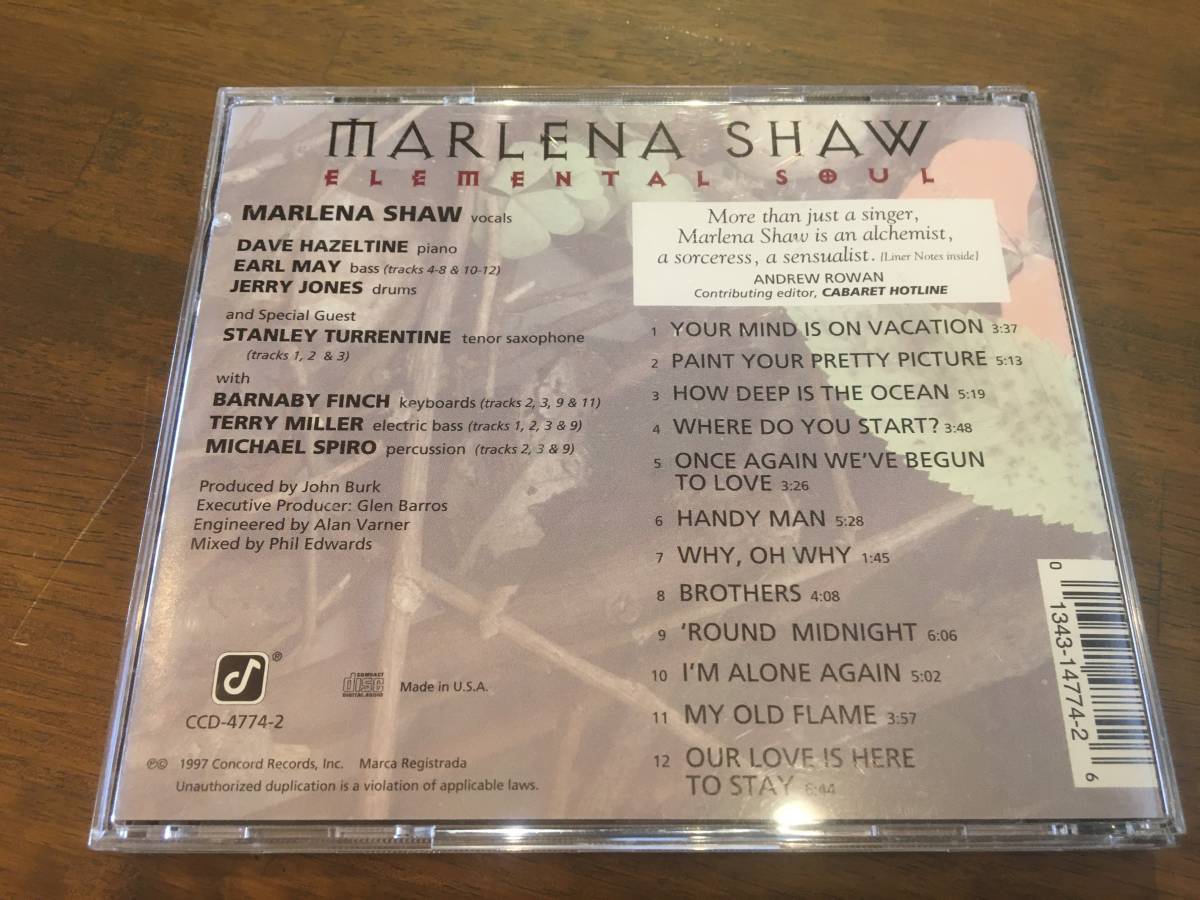 MARLENA SHAW
ELEMENTAL SOUL
MARLENA SHAW vocals
DAVE HAZELTINE piano
EARL MAY bass (tracks 4-8 & 10-12)
JERRY JONES drums
and Special Guest
STANLEY TURRENTINE tenor saxophone
(tracks 1, 2 & 3)
with
BARNABY FINCH keyboards (tracks 2, 3, 9 & 11)
TERRY MILLER electric bass (tracks 1, 2, 3 & 9)
MICHAEL SPIRO percussion (tracks 2, 3 & 9)
Produced by John Burk
Executive Producer: Glen Barros
Engineered by Alan Varner
Mixed by Phil Edwards
More than just a singer,
Marlena Shaw is an alchemist,
a sorceress, a sensualist. [Liner Notes inside]
ANDREW ROWAN
Contributing editor, CABARET HOTLINE
1 YOUR MIND IS ON VACATION 3:37
2 PAINT YOUR PRETTY PICTURE 5:13
3 HOW DEEP IS THE OCEAN 5:19
4 WHERE DO YOU START? 3:48
5 ONCE AGAIN WE'VE BEGUN
TO LOVE 3:26
6 HANDY MAN 5:28
7 WHY, OH WHY 1:45
8 BROTHERS 4:08
9 'ROUND MIDNIGHT 6:06
10 I'M ALONE AGAIN 5:02
11 MY OLD FLAME 3:57
12 OUR LOVE IS HERE
TO STAY 6:44
0 1343-14774-2 6
®
COMPACT
disc
DIGITAL AUDIO
Made in U.S.A.
CCD-4774-2
℗© 1997 Concord Records, Inc. Marca Registrada
Unauthorized duplication is a violation of applicable laws.